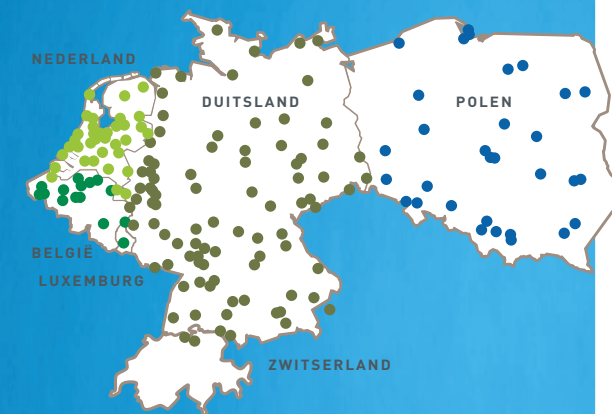 NEDERLAND
DUITSLAND
POLEN
BELGIË
LUXEMBURG
ZWITSERLAND